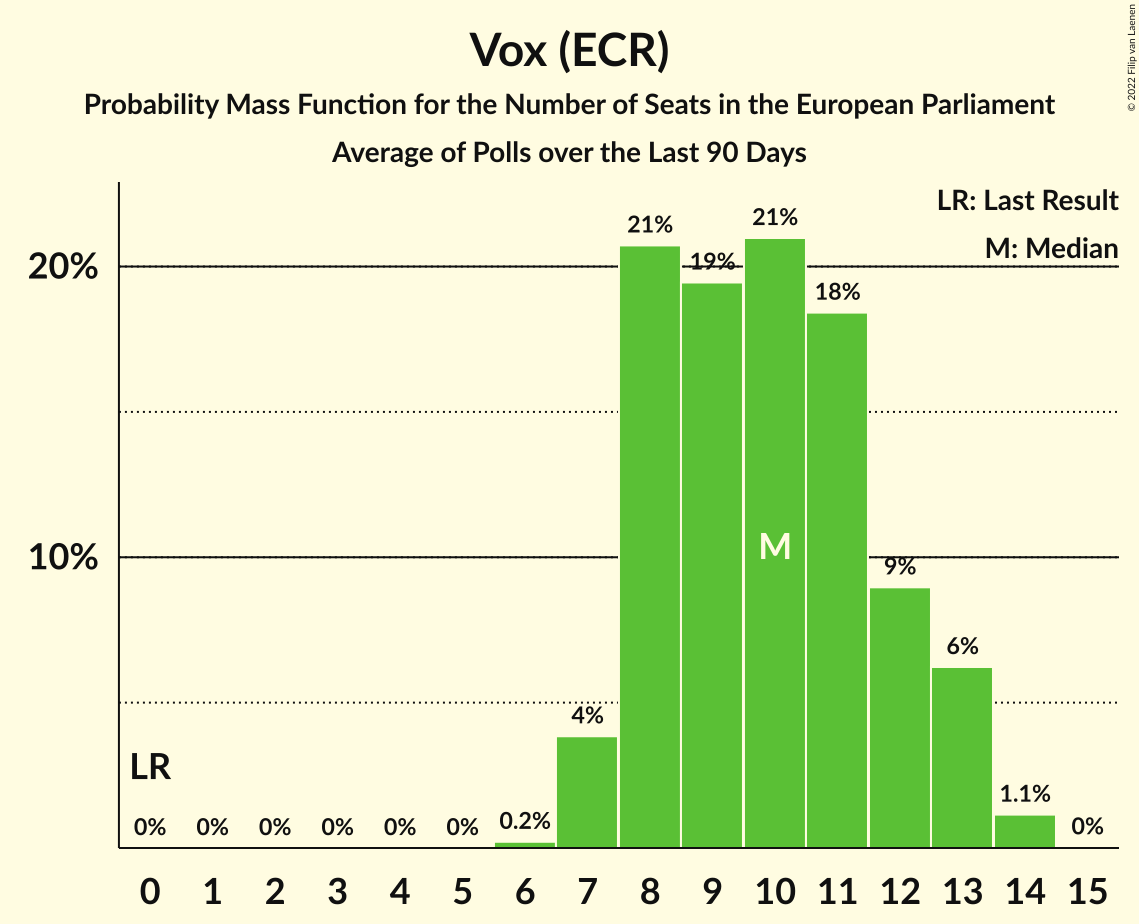 Vox (ECR)
Probability Mass Function for the Number of Seats in the European Parliament
Average of Polls over the Last 90 Days
© 2022 Filip van Laenen
LR: Last Result
M: Median
20%
10%
21%
19%
21%
18%
9%
6%
4%
1.1%
0.2%
0%
0%
0%
0%
0%
0%
0%
LR
M
0 1 2 3 4 5 6 7 8 9 10 11 12 13 14 15